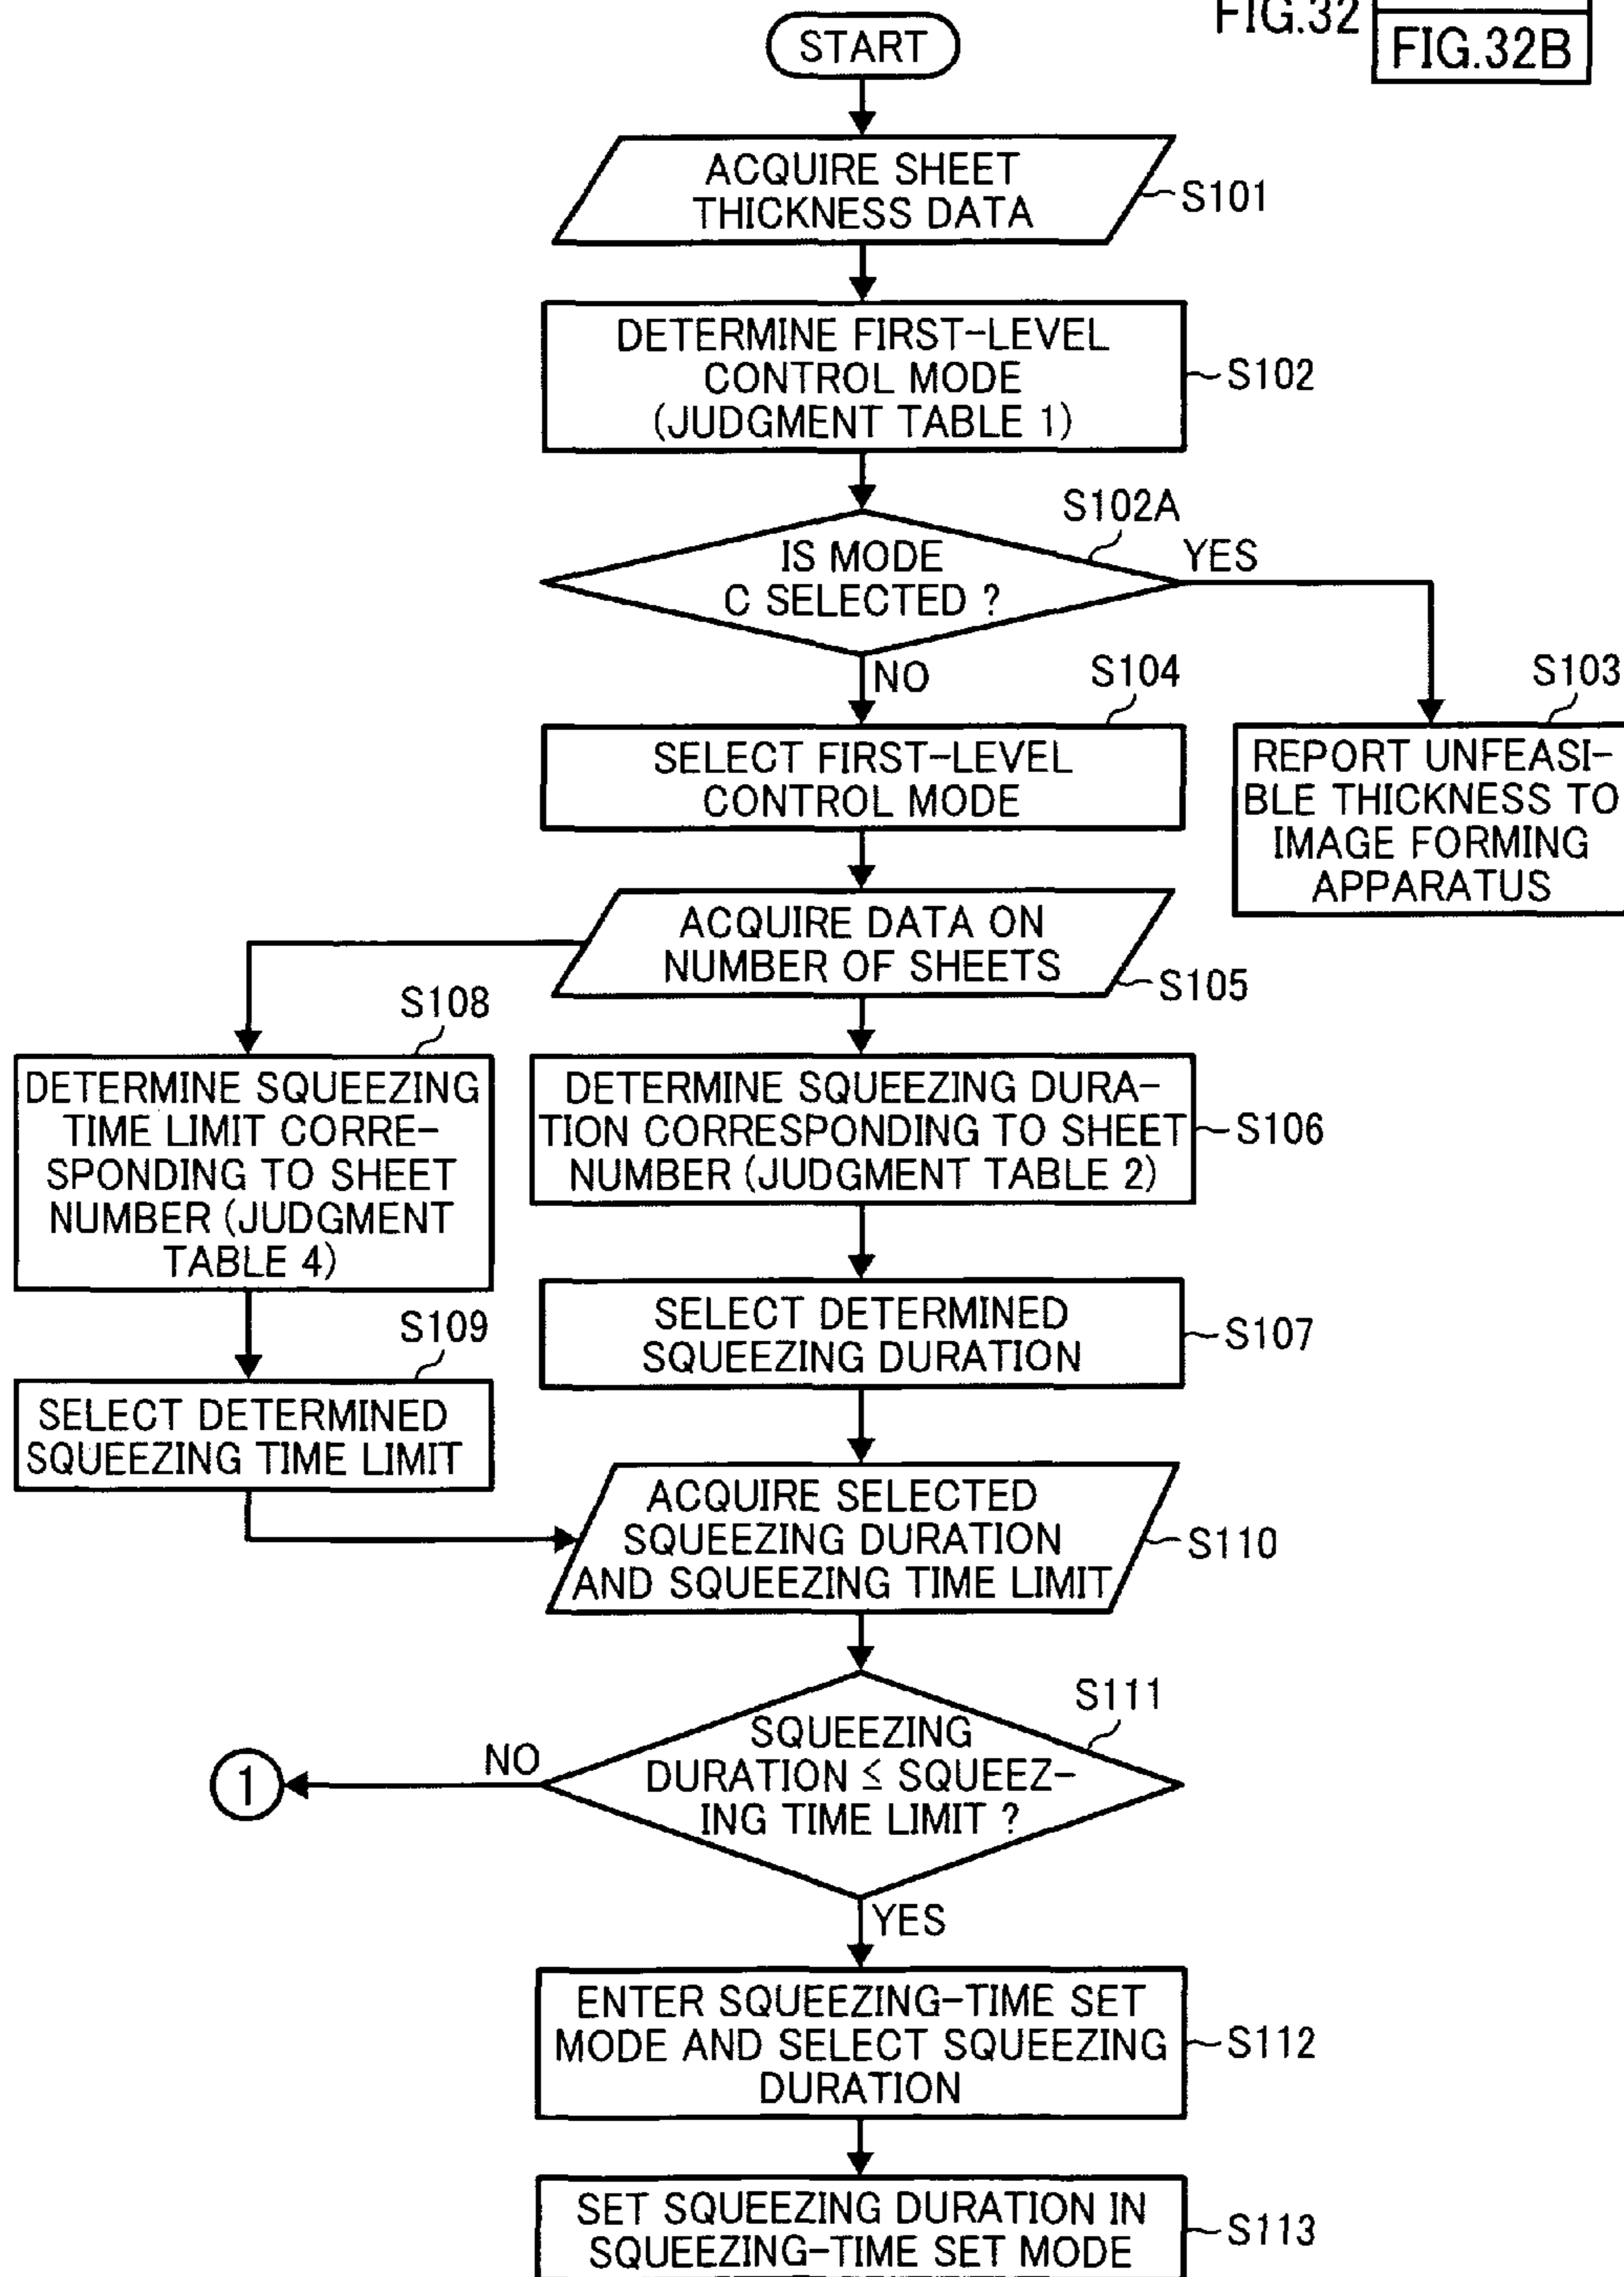 FIG.32
FIG.32B
START
ACQUIRE SHEET
THICKNESS DATA
S101
DETERMINE FIRST-LEVEL
CONTROL MODE
(JUDGMENT TABLE 1)
S102
S102A
IS MODE
C SELECTED ?
YES
NO
S104
S103
SELECT FIRST-LEVEL
CONTROL MODE
REPORT UNFEASI-
BLE THICKNESS TO
IMAGE FORMING
APPARATUS
ACQUIRE DATA ON
NUMBER OF SHEETS
S105
S108
DETERMINE SQUEEZING
TIME LIMIT CORRE-
SPONDING TO SHEET
NUMBER (JUDGMENT
TABLE 4)
DETERMINE SQUEEZING DURA-
TION CORRESPONDING TO SHEET
NUMBER (JUDGMENT TABLE 2)
S106
S109
SELECT DETERMINED
SQUEEZING TIME LIMIT
SELECT DETERMINED
SQUEEZING DURATION
S107
ACQUIRE SELECTED
SQUEEZING DURATION
AND SQUEEZING TIME LIMIT
S110
S111
SQUEEZING
DURATION ≤ SQUEEZ-
ING TIME LIMIT ?
NO
1
YES
ENTER SQUEEZING-TIME SET
MODE AND SELECT SQUEEZING
DURATION
S112
SET SQUEEZING DURATION IN
SQUEEZING-TIME SET MODE
S113